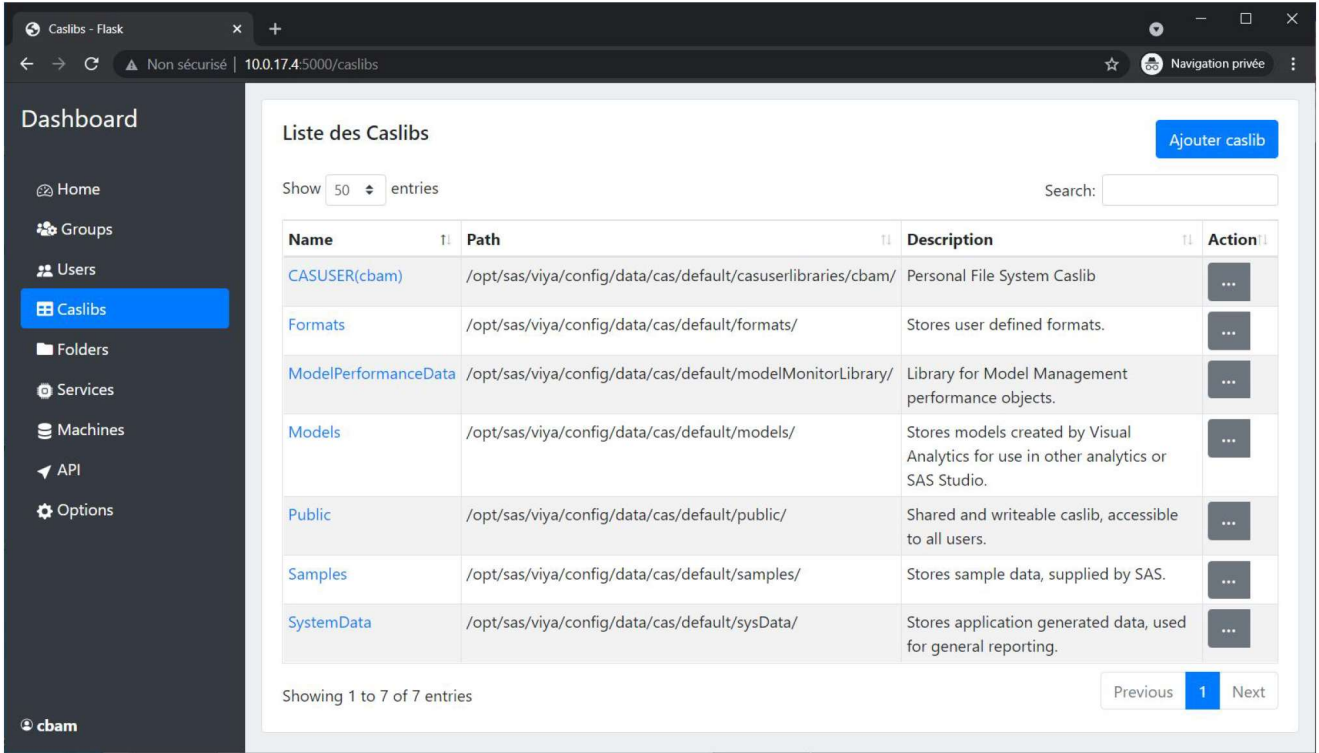 Caslibs - Flask
Non sécurisé | 10.0.17.4:5000/caslibs
Navigation privée
Dashboard
Home
Groups
Users
Caslibs
Folders
Services
Machines
API
Options
cbam
Liste des Caslibs
Ajouter caslib
Show 50 entries
Search:
Name Path Description Action
CASUSER(cbam) /opt/sas/viya/config/data/cas/default/casuserlibraries/cbam/ Personal File System Caslib ...
Formats /opt/sas/viya/config/data/cas/default/formats/ Stores user defined formats. ...
ModelPerformanceData /opt/sas/viya/config/data/cas/default/modelMonitorLibrary/ Library for Model Management ...
performance objects.
Models /opt/sas/viya/config/data/cas/default/models/ Stores models created by Visual ...
Analytics for use in other analytics or
SAS Studio.
Public /opt/sas/viya/config/data/cas/default/public/ Shared and writeable caslib, accessible ...
to all users.
Samples /opt/sas/viya/config/data/cas/default/samples/ Stores sample data, supplied by SAS. ...
SystemData /opt/sas/viya/config/data/cas/default/sysData/ Stores application generated data, used ...
for general reporting.
Showing 1 to 7 of 7 entries
Previous 1 Next